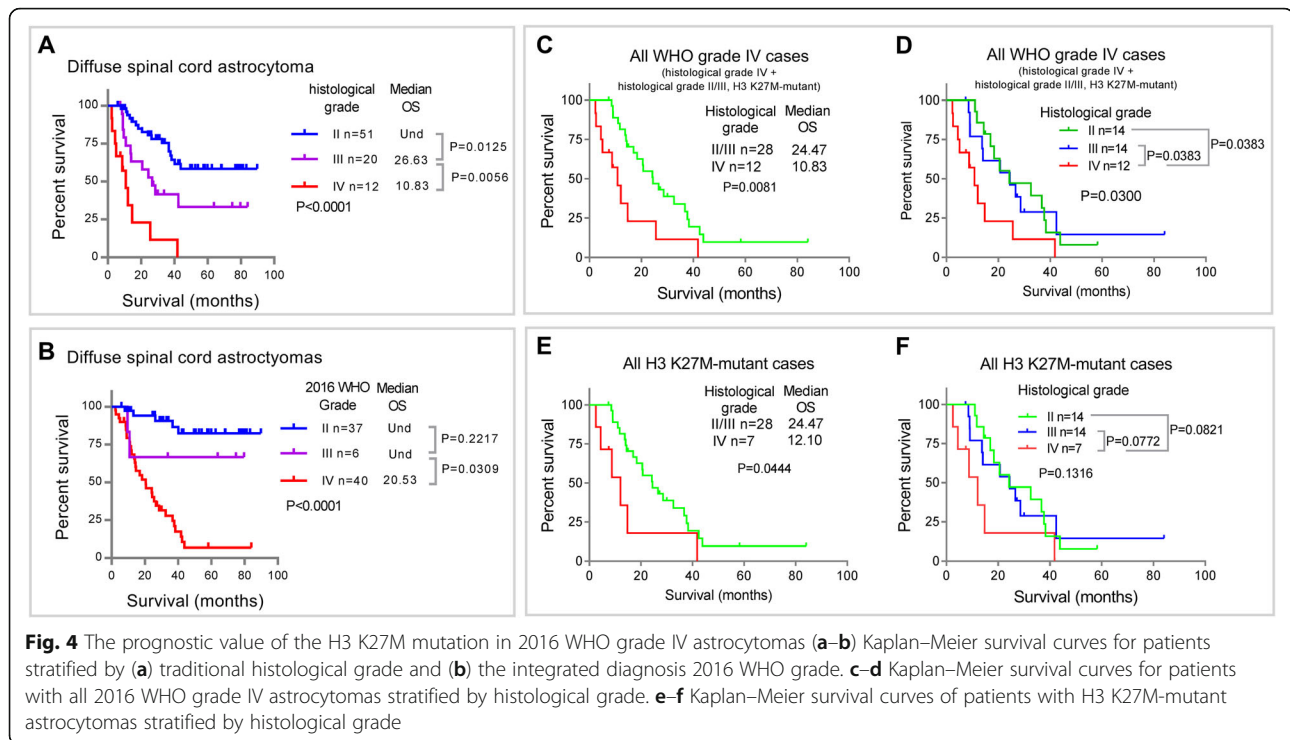 A
Diffuse spinal cord astrocytoma
histological grade Median OS
II n=51 Und
III n=20 26.63
IV n=12 10.83
P=0.0125
P=0.0056
P<0.0001
Percent survival
100
75
50
25
0
0 20 40 60 80 100
Survival (months)
B
Diffuse spinal cord astroctyomas
2016 WHO Grade Median OS
II n=37 Und
III n=6 Und
IV n=40 20.53
P=0.2217
P=0.0309
P<0.0001
Percent survival
100
75
50
25
0
0 20 40 60 80 100
Survival (months)
C
All WHO grade IV cases
(histological grade IV +
histological grade II/III, H3 K27M-mutant)
Histological grade Median OS
II/III n=28 24.47
IV n=12 10.83
P=0.0081
Percent survival
100
75
50
25
0
0 20 40 60 80 100
Survival (months)
D
All WHO grade IV cases
(histological grade IV +
histological grade II/III, H3 K27M-mutant)
Histological grade
II n=14
III n=14
IV n=12
P=0.0383
P=0.0383
P=0.0300
Percent survival
100
75
50
25
0
0 20 40 60 80 100
Survival (months)
E
All H3 K27M-mutant cases
Histological grade Median OS
II/III n=28 24.47
IV n=7 12.10
P=0.0444
Percent survival
100
75
50
25
0
0 20 40 60 80 100
Survival (months)
F
All H3 K27M-mutant cases
Histological grade
II n=14
III n=14
IV n=7
P=0.0772
P=0.0821
P=0.1316
Percent survival
100
75
50
25
0
0 20 40 60 80 100
Survival (months)
Fig. 4 The prognostic value of the H3 K27M mutation in 2016 WHO grade IV astrocytomas (a–b) Kaplan–Meier survival curves for patients
stratified by (a) traditional histological grade and (b) the integrated diagnosis 2016 WHO grade. c–d Kaplan–Meier survival curves for patients
with all 2016 WHO grade IV astrocytomas stratified by histological grade. e–f Kaplan–Meier survival curves of patients with H3 K27M-mutant
astrocytomas stratified by histological grade